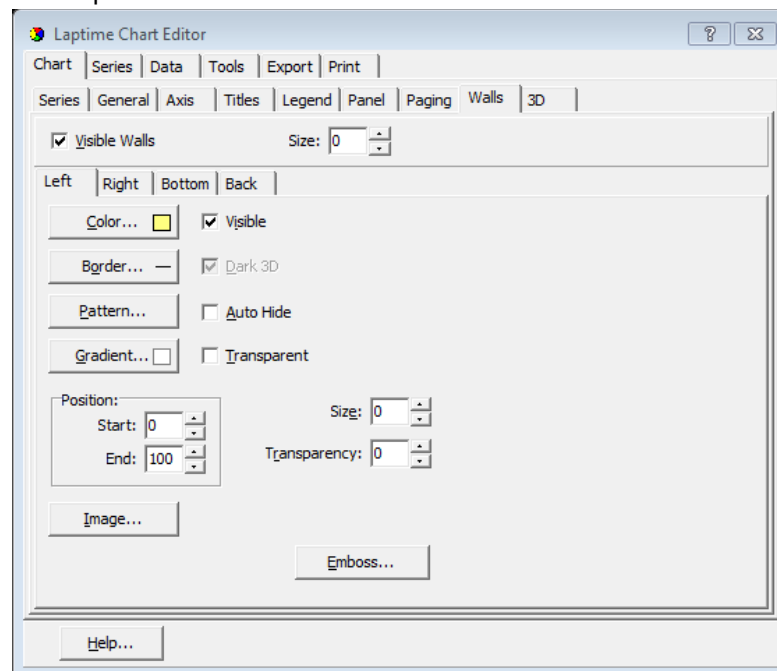 Laptime Chart Editor
Chart Series Data Tools Export Print
Series General Axis Titles Legend Panel Paging Walls 3D
Visible Walls Size: 0
Left Right Bottom Back
Color... Visible
Border... Dark 3D
Pattern... Auto Hide
Gradient... Transparent
Position:
Start: 0 Size: 0
End: 100 Transparency: 0
Image...
Emboss...
Help...